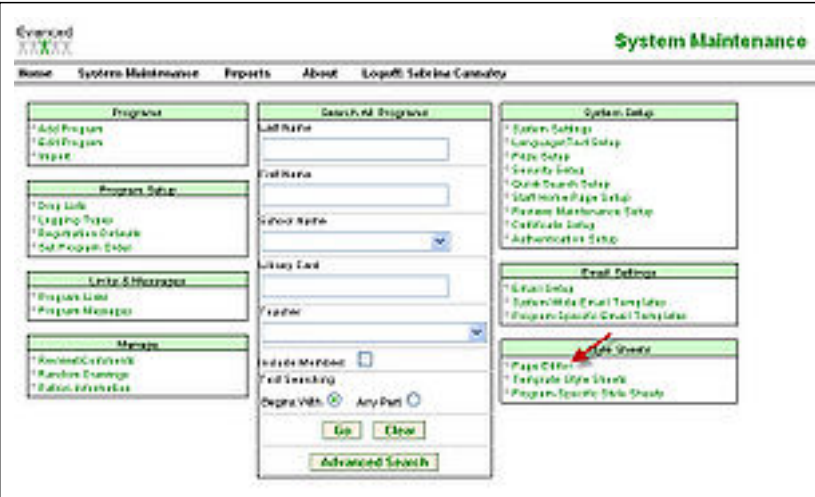 Evanced
System Maintenance
Home System Maintenance Reports About Logoff: Sabrina Cannaley
Programs
Add Program
Edit Program
Import
Program Setup
Drop Lists
Logging Types
Registration Defaults
Set Program Order
Links & Messages
Program Links
Program Messages
Manage
Reviews/Comments
Random Drawings
Patron Information
Search All Programs
Last Name
First Name
School Name
Library Card
Teacher
Include Members
Text Searching
Begins With Any Part
Go Clear
Advanced Search
System Setup
System Settings
Language/Text Setup
Page Setup
Security Setup
Quick Search Setup
Staff Home Page Setup
Reviews Maintenance Setup
Certificate Setup
Authentication Setup
Email Settings
Email Setup
System Wide Email Templates
Program Specific Email Templates
Style Sheets
Page Editor
Template Style Sheets
Program Specific Style Sheets